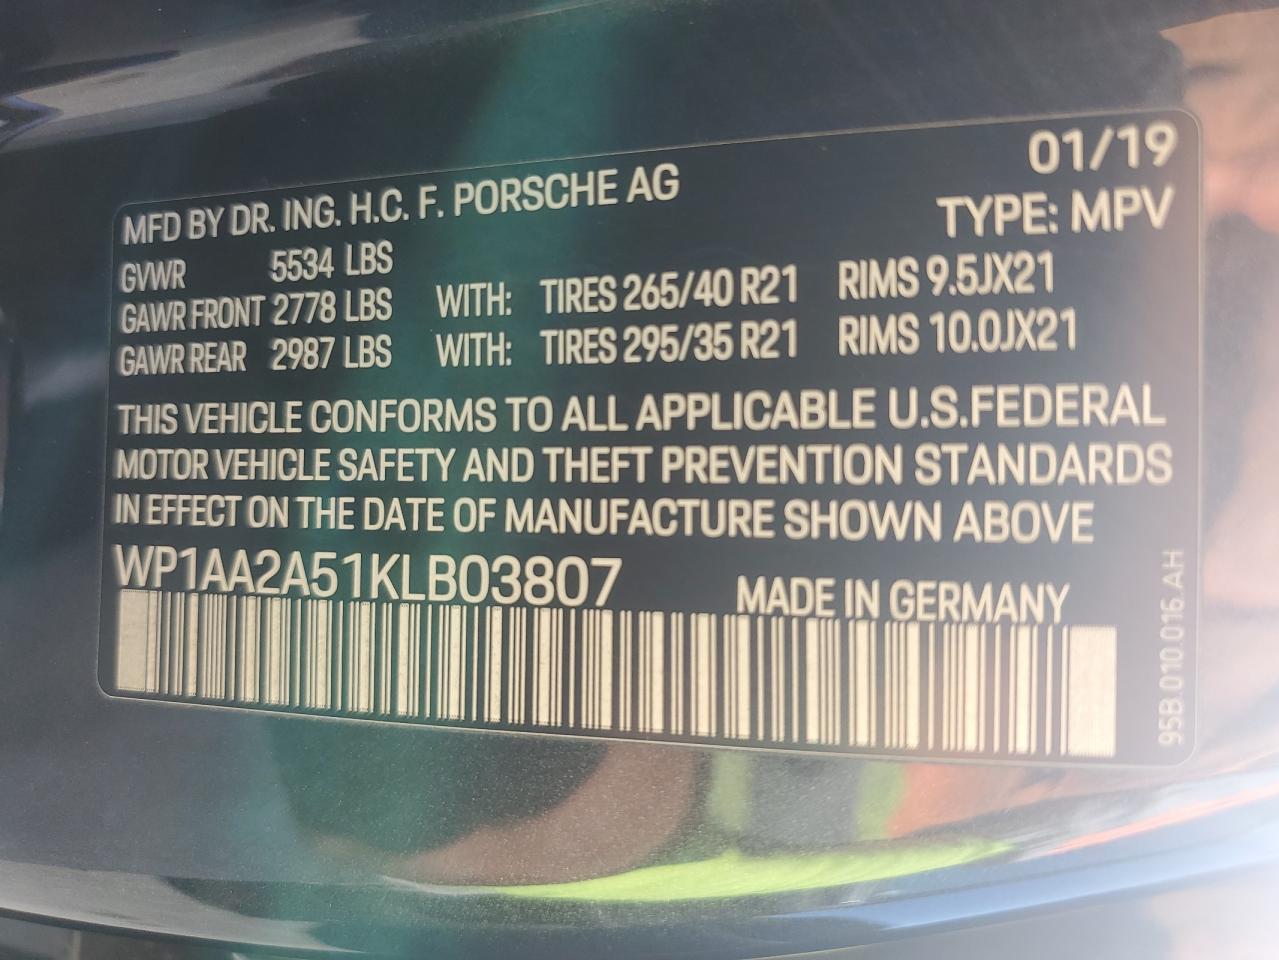 01/19
MFD BY DR. ING. H.C. F. PORSCHE AG
TYPE: MPV
GVWR 5534 LBS
GAWR FRONT 2778 LBS WITH: TIRES 265/40 R21 RIMS 9.5JX21
GAWR REAR 2987 LBS WITH: TIRES 295/35 R21 RIMS 10.0JX21
THIS VEHICLE CONFORMS TO ALL APPLICABLE U.S.FEDERAL
MOTOR VEHICLE SAFETY AND THEFT PREVENTION STANDARDS
IN EFFECT ON THE DATE OF MANUFACTURE SHOWN ABOVE
WP1AA2A51KLB03807 MADE IN GERMANY
95B.010.016.AH